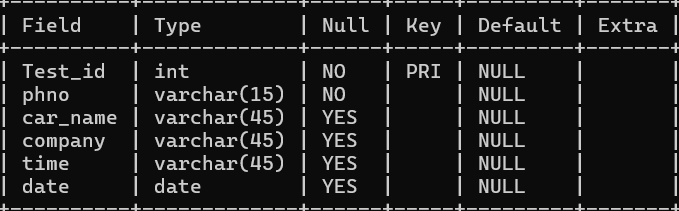 | Field | Type | Null | Key | Default | Extra |
| Test_id | int | NO | PRI | NULL | |
| phno | varchar(15) | NO | | NULL | |
| car_name | varchar(45) | YES | | NULL | |
| company | varchar(45) | YES | | NULL | |
| time | varchar(45) | YES | | NULL | |
| date | date | YES | | NULL | |